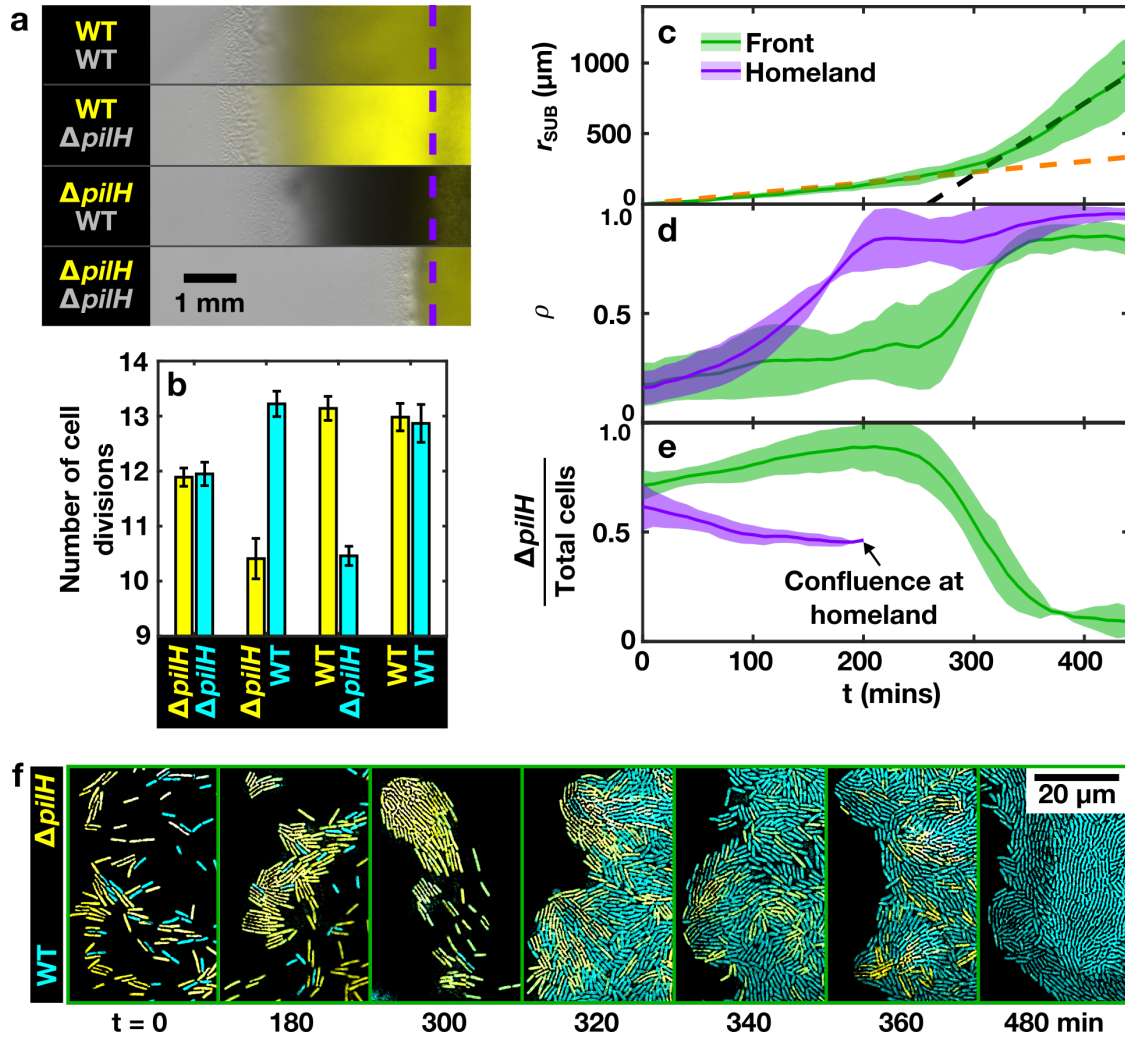 a
WT
WT
WT
ΔpilH
ΔpilH
WT
ΔpilH
ΔpilH
1 mm
b
Number of cell
divisions
14
13
12
11
10
9
ΔpilH
ΔpilH
ΔpilH
WT
WT
ΔpilH
WT
WT
c
Front
Homeland
r_SUB (μm)
1000
500
0
d
ρ
1.0
0.5
0
e
ΔpilH
Total cells
1.0
0.5
0
Confluence at
homeland
0 100 200 300 400
t (mins)
f
ΔpilH
WT
20 μm
t = 0 180 300 320 340 360 480 min